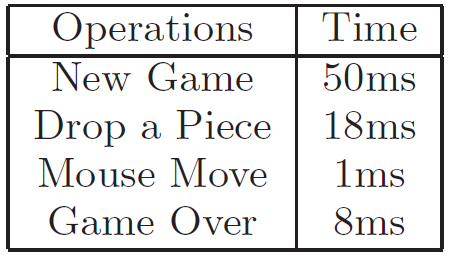 Operations Time
New Game 50ms
Drop a Piece 18ms
Mouse Move 1ms
Game Over 8ms